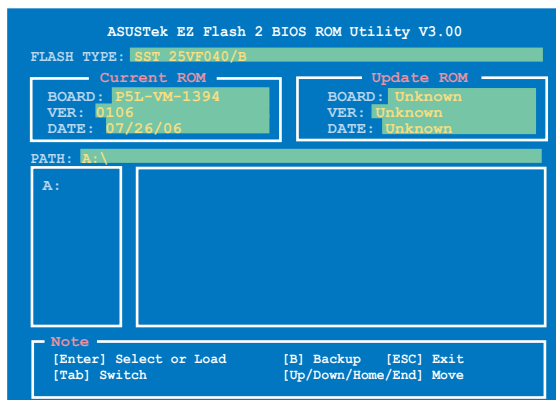 ASUSTek EZ Flash 2 BIOS ROM Utility V3.00
FLASH TYPE: SST 25VF040/B
Current ROM
BOARD: P5L-VM-1394
VER: 0106
DATE: 07/26/06
Update ROM
BOARD: Unknown
VER: Unknown
DATE: Unknown
PATH: A:\
A:
Note
[Enter] Select or Load [B] Backup [ESC] Exit
[Tab] Switch [Up/Down/Home/End] Move